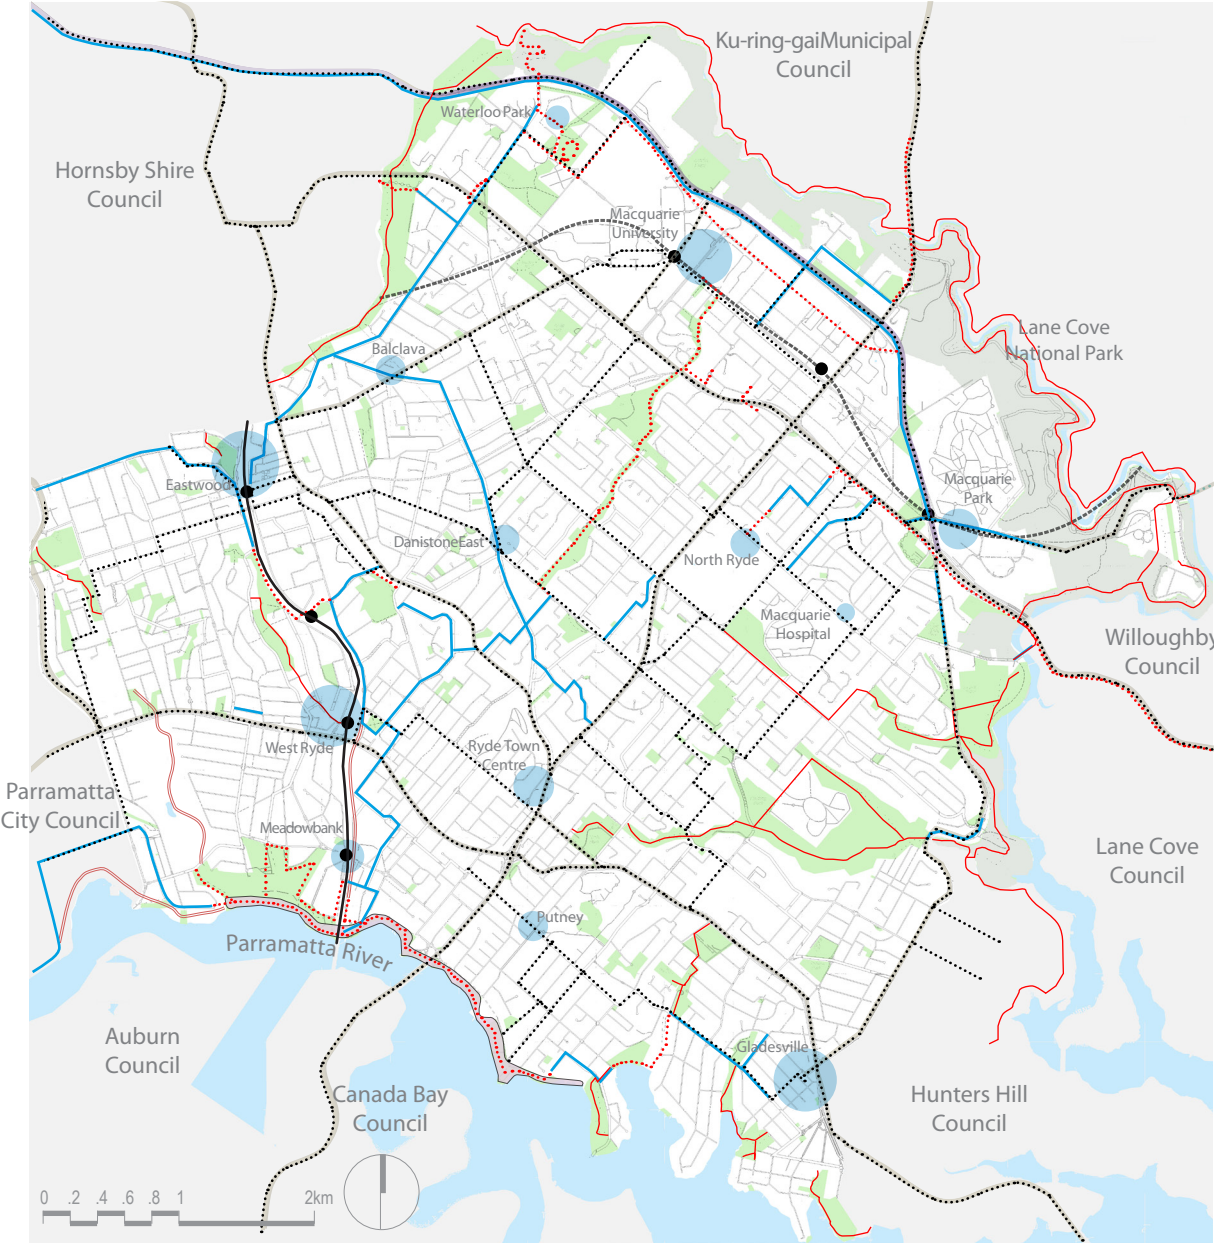 Ku-ring-gaiMunicipal
Council
Waterloo Park
Hornsby Shire
Council
Macquarie
University
Lane Cove
National Park
Balclava
Eastwood
Macquarie
Park
DanistoneEast
North Ryde
Macquarie
Hospital
Willoughby
Council
West Ryde
Ryde Town
Centre
Parramatta
City Council
Meadowbank
Lane Cove
Council
Putney
Parramatta River
Auburn
Council
Gladesville
Canada Bay
Council
Hunters Hill
Council
0 .2 .4 .6 .8 1 2km